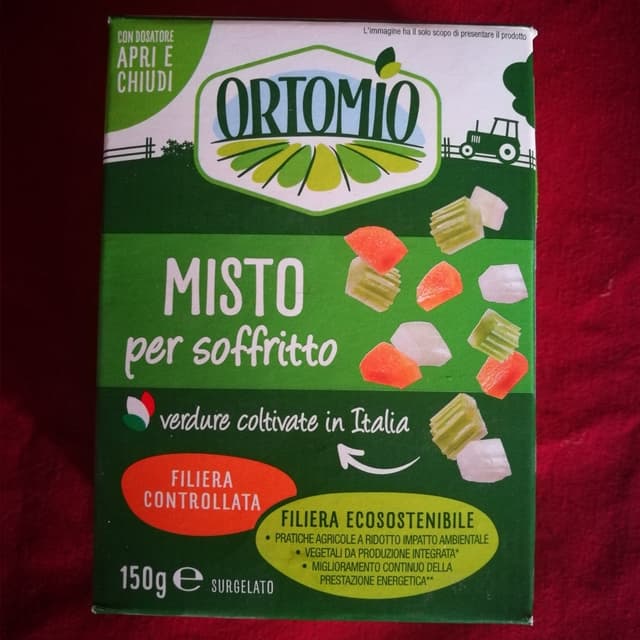 L'immagine ha il solo scopo di presentare il prodotto
CON DOSATORE
APRI E
CHIUDI
ORTOMIO
MISTO
per soffritto
verdure coltivate in Italia
FILIERA
CONTROLLATA
FILIERA ECOSOSTENIBILE
• PRATICHE AGRICOLE A RIDOTTO IMPATTO AMBIENTALE
• VEGETALI DA PRODUZIONE INTEGRATA*
• MIGLIORAMENTO CONTINUO DELLA
PRESTAZIONE ENERGETICA**
150g e SURGELATO